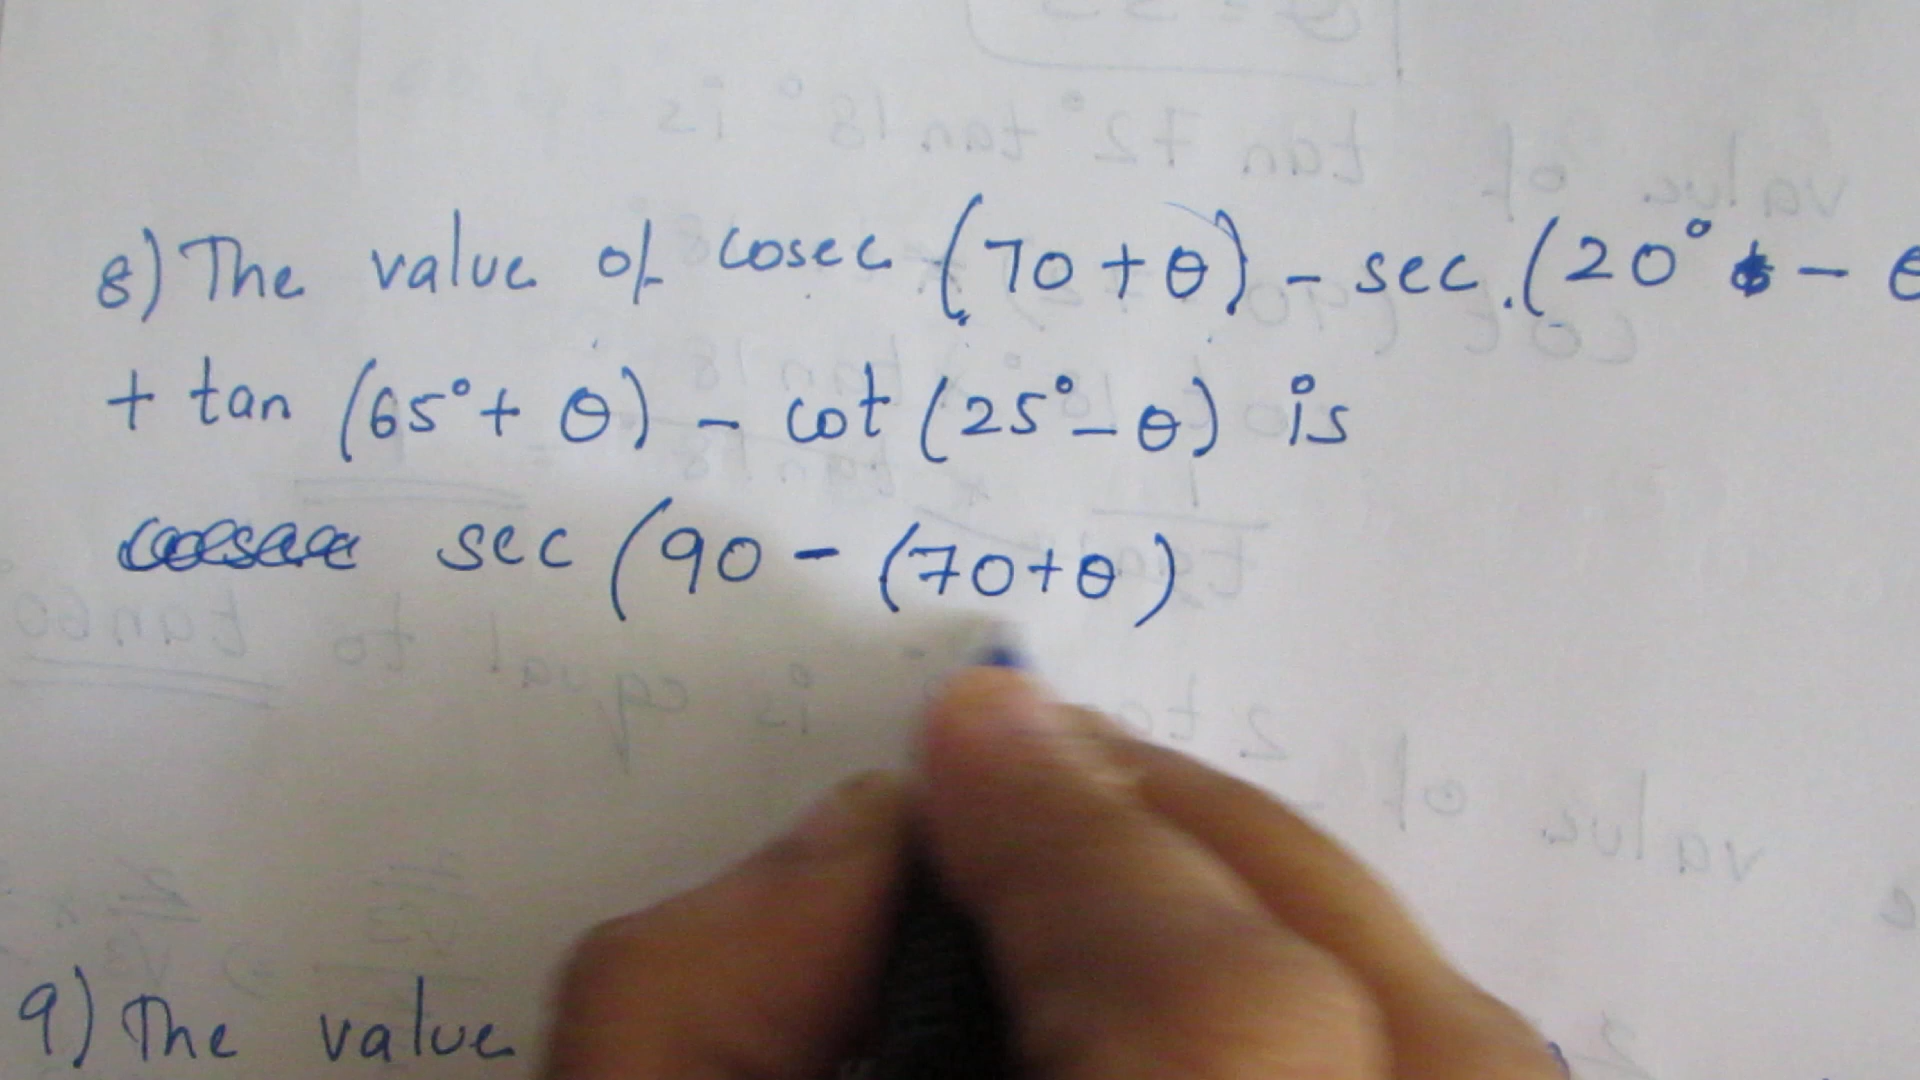 8) The value of cosec (70 + θ) - sec. (20° - θ
+ tan (65° + θ) - cot (25° - θ) is
sec (90 - (70+θ)
9) The value